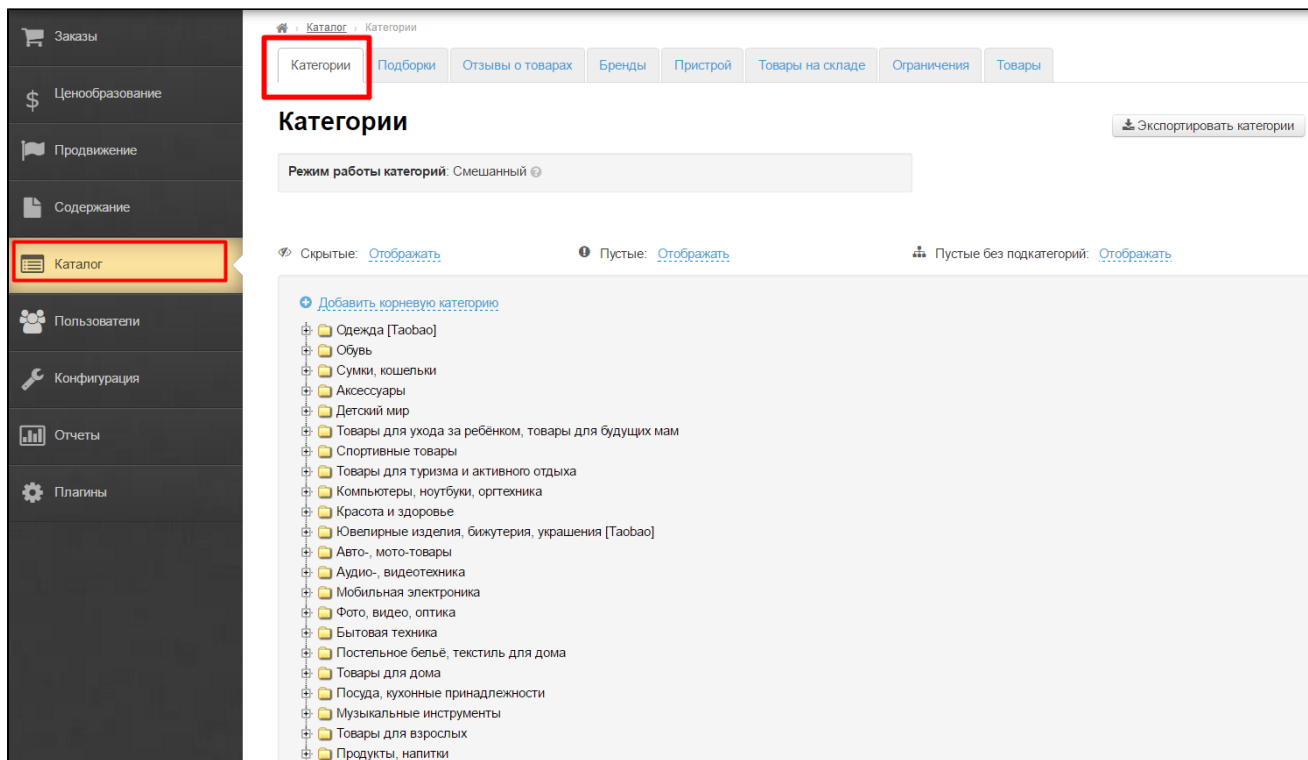 Заказы
Ценообразование
Продвижение
Содержание
Каталог
Пользователи
Конфигурация
Отчеты
Плагины
Каталог › Категории
Категории Подборки Отзывы о товарах Бренды Пристрой Товары на складе Ограничения Товары
Категории
Экспортировать категории
Режим работы категорий: Смешанный
Скрытые: Отображать Пустые: Отображать Пустые без подкатегорий: Отображать
Добавить корневую категорию
Одежда [Taobao]
Обувь
Сумки, кошельки
Аксессуары
Детский мир
Товары для ухода за ребёнком, товары для будущих мам
Спортивные товары
Товары для туризма и активного отдыха
Компьютеры, ноутбуки, оргтехника
Красота и здоровье
Ювелирные изделия, бижутерия, украшения [Taobao]
Авто-, мото-товары
Аудио-, видеотехника
Мобильная электроника
Фото, видео, оптика
Бытовая техника
Постельное бельё, текстиль для дома
Товары для дома
Посуда, кухонные принадлежности
Музыкальные инструменты
Товары для взрослых
Продукты, напитки